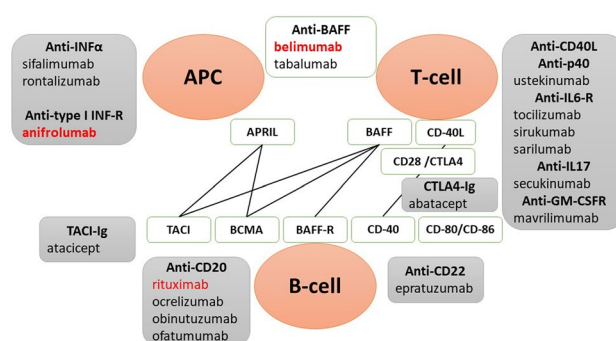 Anti-INFα
sifalimumab
rontalizumab
Anti-type I INF-R
anifrolumab
APC
Anti-BAFF
belimumab
tabalumab
T-cell
Anti-CD40L
Anti-p40
ustekinumab
Anti-IL6-R
tocilizumab
sirukumab
sarilumab
Anti-IL17
secukinumab
Anti-GM-CSFR
mavrilimumab
APRIL
BAFF
CD-40L
CD28 /CTLA4
CTLA4-Ig
abatacept
TACI-Ig
atacicept
TACI
BCMA
BAFF-R
CD-40
CD-80/CD-86
Anti-CD20
rituximab
ocrelizumab
obinutuzumab
ofatumumab
B-cell
Anti-CD22
epratuzumab